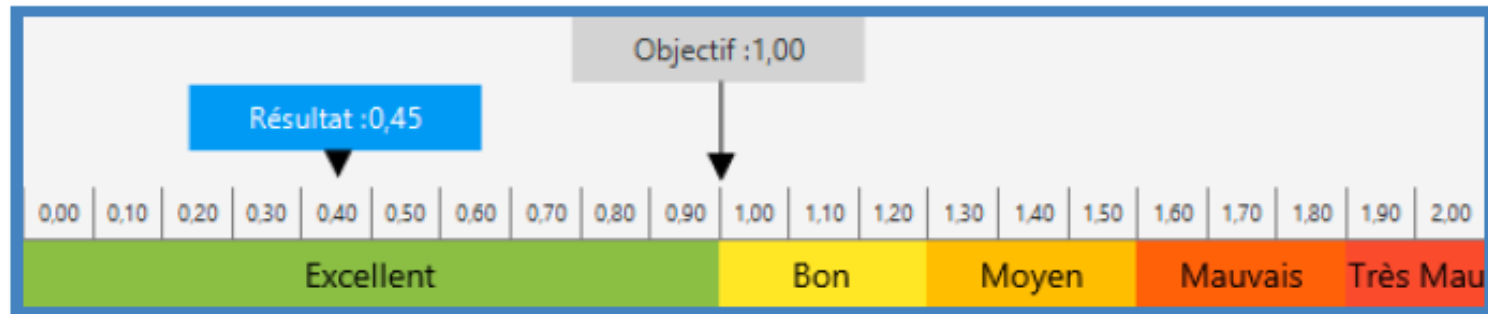 Objectif :1,00
Résultat :0,45
0,00 0,10 0,20 0,30 0,40 0,50 0,60 0,70 0,80 0,90 1,00 1,10 1,20 1,30 1,40 1,50 1,60 1,70 1,80 1,90 2,00
Excellent Bon Moyen Mauvais Très Mau